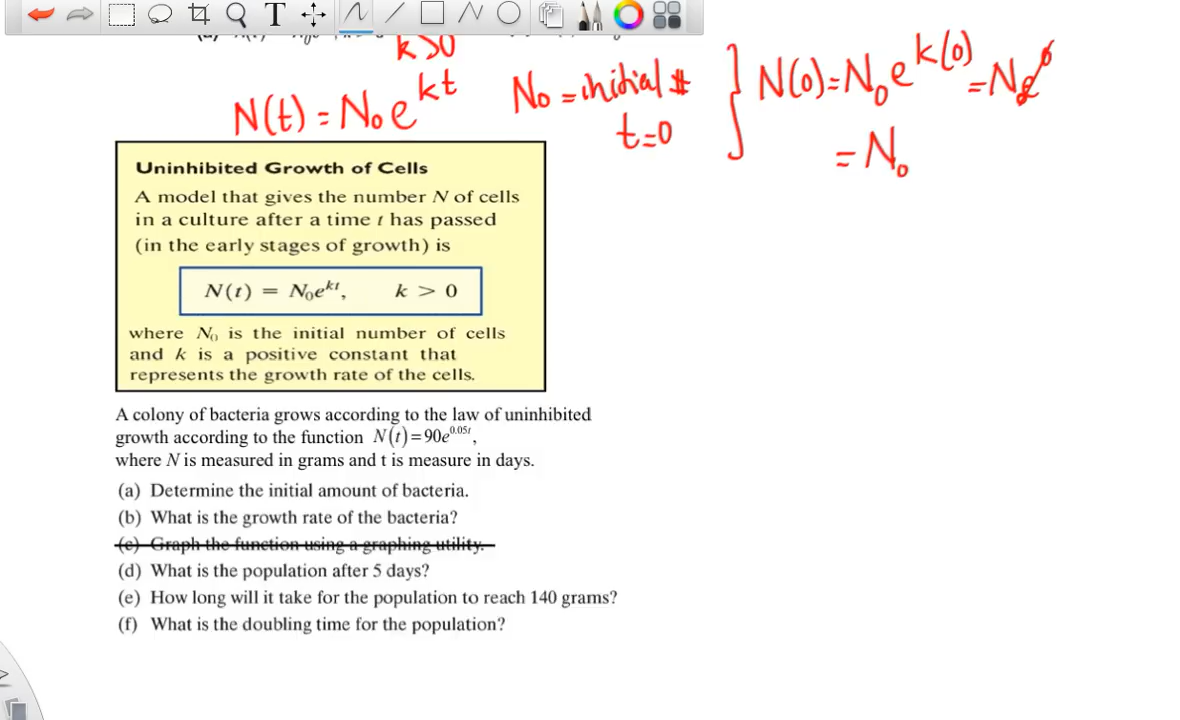 k>0
N(t) = N₀e^kt
N₀ = initial #
t=0
} N(0)=N₀e^k(0) =N₀e^0
= N₀
Uninhibited Growth of Cells
A model that gives the number N of cells
in a culture after a time t has passed
(in the early stages of growth) is
N(t) = N₀e^kt, k > 0
where N₀ is the initial number of cells
and k is a positive constant that
represents the growth rate of the cells.
A colony of bacteria grows according to the law of uninhibited
growth according to the function N(t)=90e^0.05t,
where N is measured in grams and t is measure in days.
(a) Determine the initial amount of bacteria.
(b) What is the growth rate of the bacteria?
(c) Graph the function using a graphing utility.
(d) What is the population after 5 days?
(e) How long will it take for the population to reach 140 grams?
(f) What is the doubling time for the population?